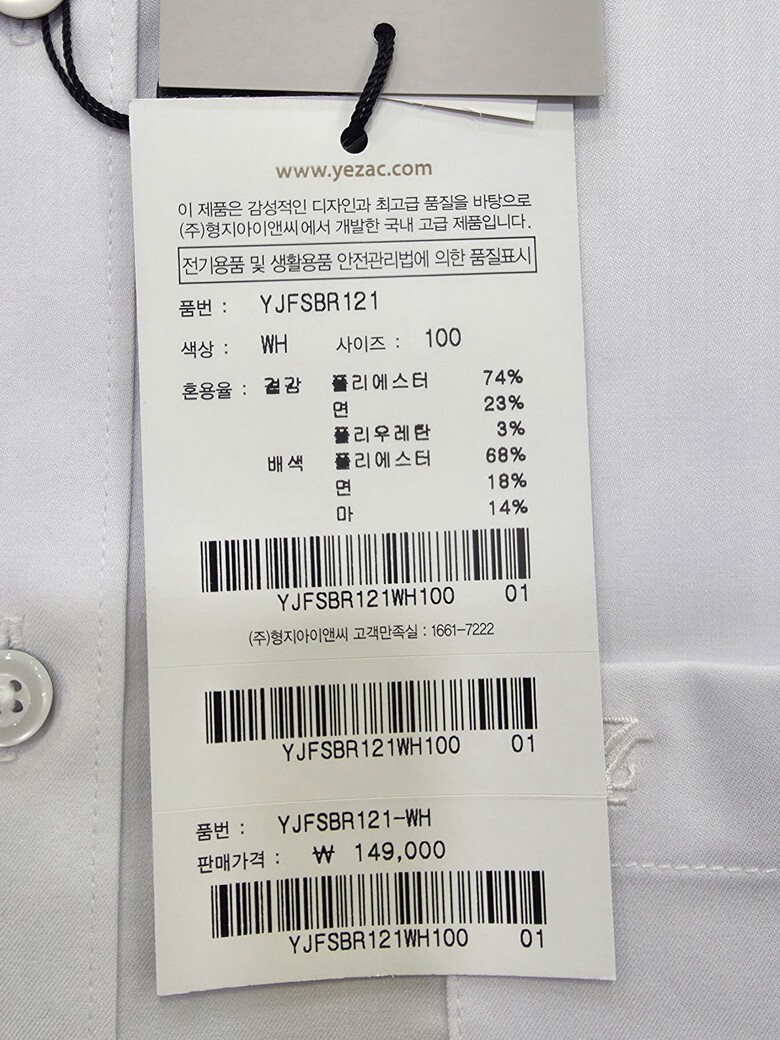 www.yezac.com
이 제품은 감성적인 디자인과 최고급 품질을 바탕으로
(주)형지아이앤씨에서 개발한 국내 고급 제품입니다.
전기용품 및 생활용품 안전관리법에 의한 품질표시
품번 : YJFSBR121
색상 : WH 사이즈 : 100
혼용율 : 겉감 폴리에스터 74%
면 23%
폴리우레탄 3%
배색 폴리에스터 68%
면 18%
마 14%
YJFSBR121WH100 01
(주)형지아이앤씨 고객만족실 : 1661-7222
YJFSBR121WH100 01
품번 : YJFSBR121-WH
판매가격 : ₩ 149,000
YJFSBR121WH100 01